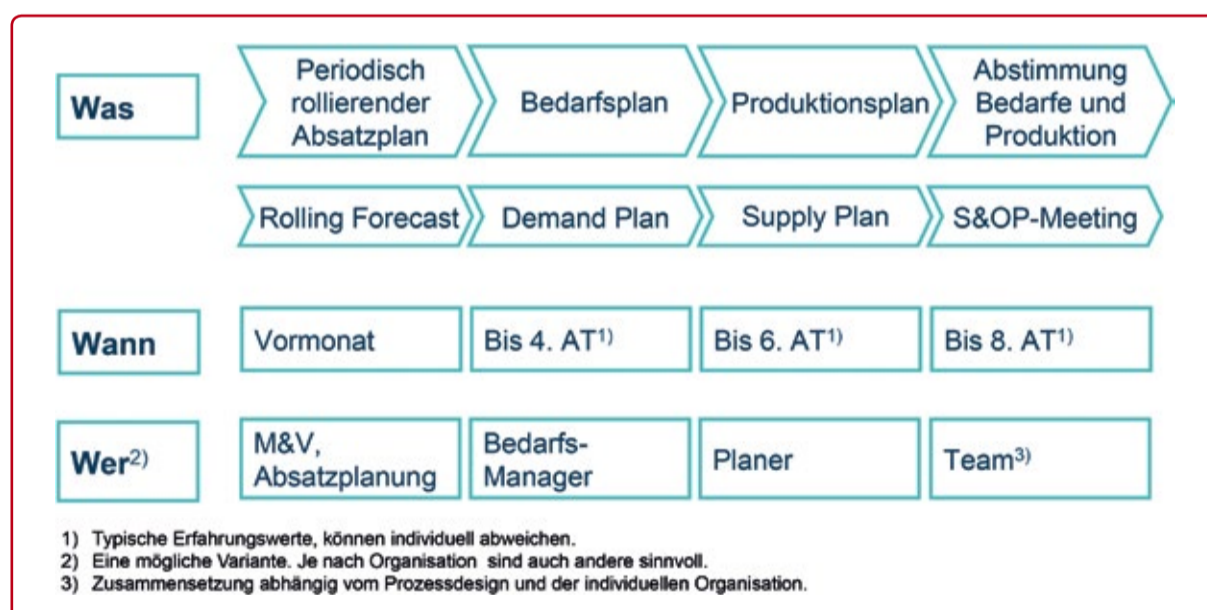 Was
Periodisch
rollierender
Absatzplan
Bedarfsplan
Produktionsplan
Abstimmung
Bedarfe und
Produktion
Rolling Forecast
Demand Plan
Supply Plan
S&OP-Meeting
Wann
Vormonat
Bis 4. AT1)
Bis 6. AT1)
Bis 8. AT1)
Wer2)
M&V,
Absatzplanung
Bedarfs-
Manager
Planer
Team3)
1) Typische Erfahrungswerte, können individuell abweichen.
2) Eine mögliche Variante. Je nach Organisation sind auch andere sinnvoll.
3) Zusammensetzung abhängig vom Prozessdesign und der individuellen Organisation.